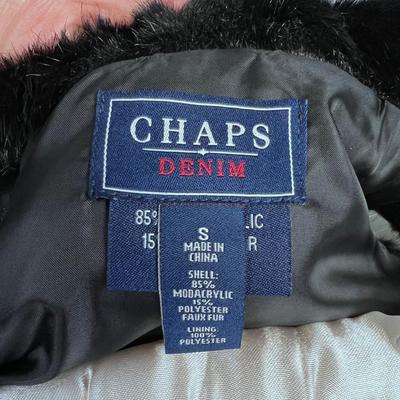 CHAPS
DENIM
85%
15
LIC
R
S
MADE IN
CHINA
SHELL:
85%
MODACRYLIC
15%
POLYESTER
FAUX FUR
LINING:
100%
POLYESTER